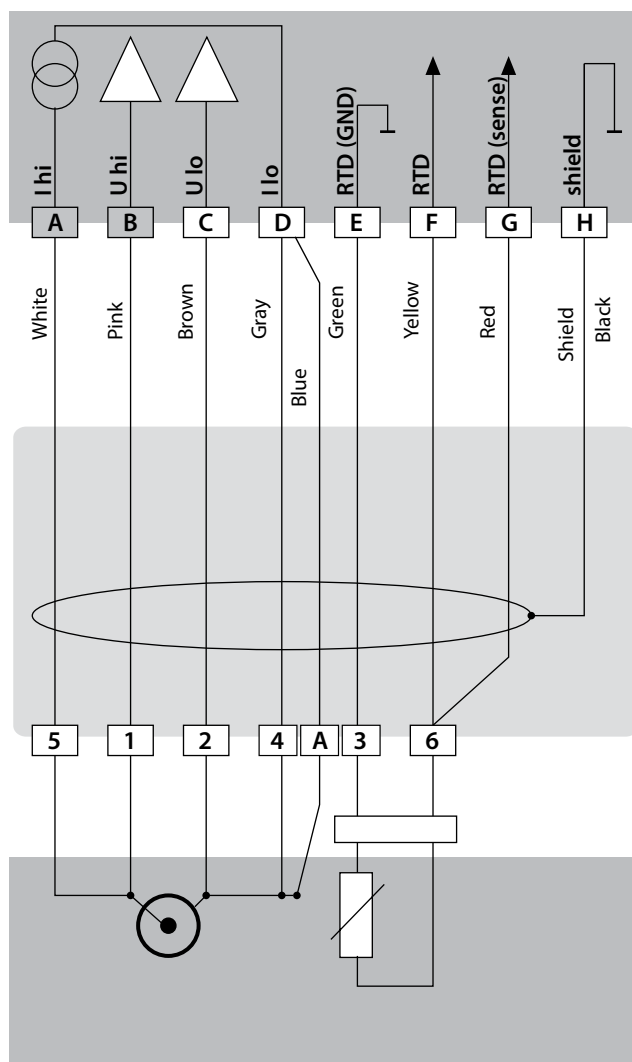 I hi
U hi
U lo
I lo
RTD (GND)
RTD
RTD (sense)
shield
A
B
C
D
E
F
G
H
White
Pink
Brown
Gray
Blue
Green
Yellow
Red
Shield
Black
5
1
2
4
A
3
6